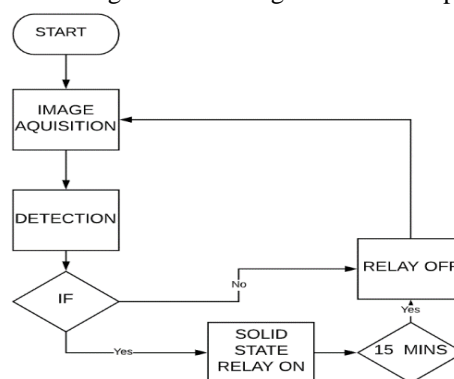 START
IMAGE
AQUISITION
DETECTION
IF
No
RELAY OFF
Yes
SOLID
STATE
RELAY ON
15 MINS
Yes